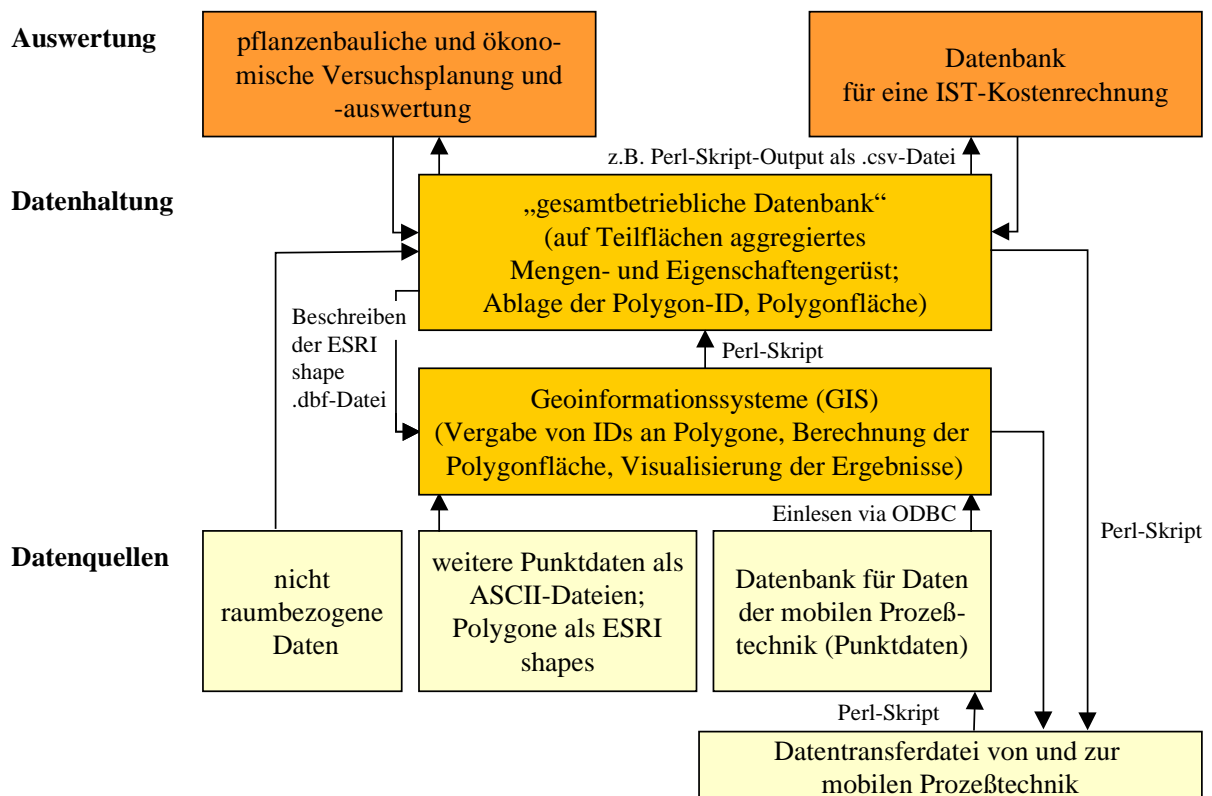 Auswertung
pflanzenbauliche und ökono-
mische Versuchsplanung und
-auswertung
Datenbank
für eine IST-Kostenrechnung
z.B. Perl-Skript-Output als .csv-Datei
Datenhaltung
„gesamtbetriebliche Datenbank“
(auf Teilflächen aggregiertes
Mengen- und Eigenschaftengerüst;
Ablage der Polygon-ID, Polygonfläche)
Beschreiben
der ESRI
shape
.dbf-Datei
Perl-Skript
Geoinformationssysteme (GIS)
(Vergabe von IDs an Polygone, Berechnung der
Polygonfläche, Visualisierung der Ergebnisse)
Einlesen via ODBC
Perl-Skript
Datenquellen
nicht
raumbezogene
Daten
weitere Punktdaten als
ASCII-Dateien;
Polygone als ESRI
shapes
Datenbank für Daten
der mobilen Prozeß-
technik (Punktdaten)
Perl-Skript
Datentransferdatei von und zur
mobilen Prozeßtechnik